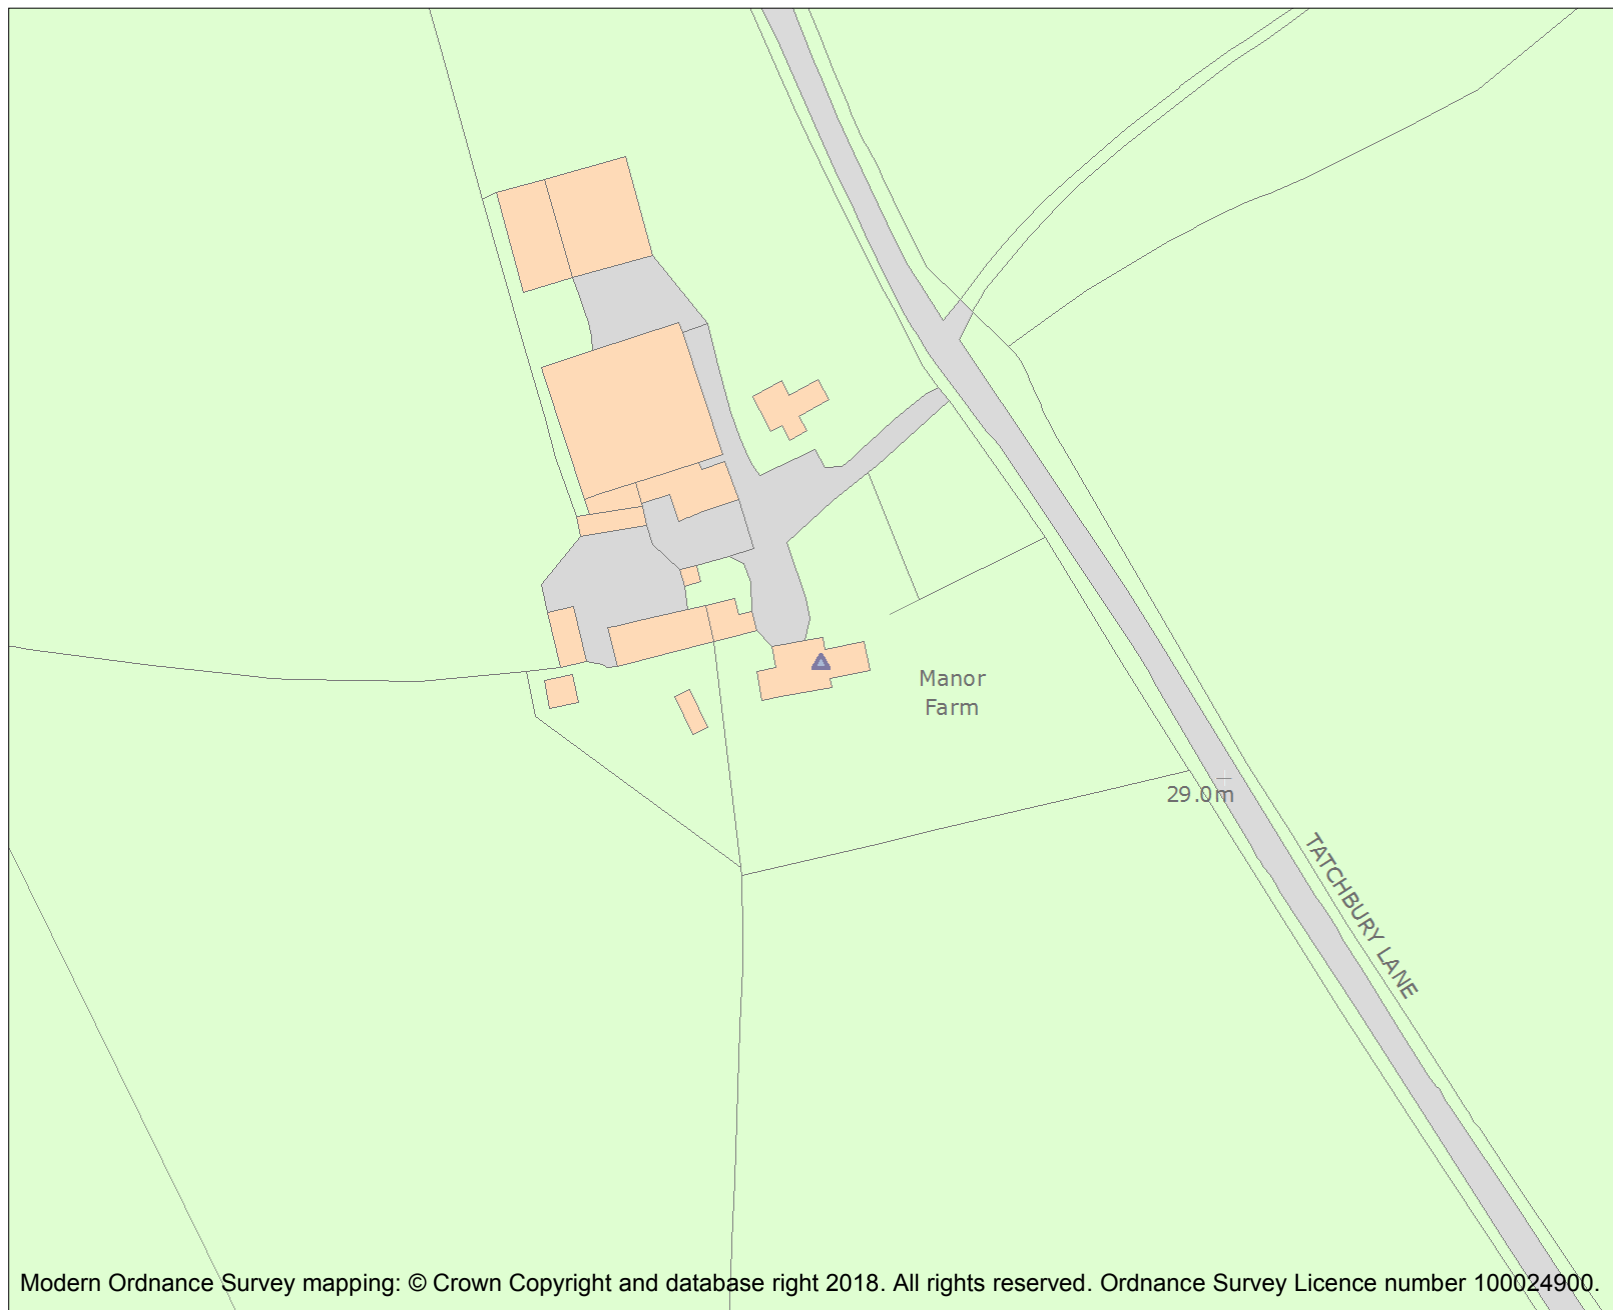 Manor
Farm
29.0m
TATCHBURY LANE
Modern Ordnance Survey mapping: © Crown Copyright and database right 2018. All rights reserved. Ordnance Survey Licence number 100024900.